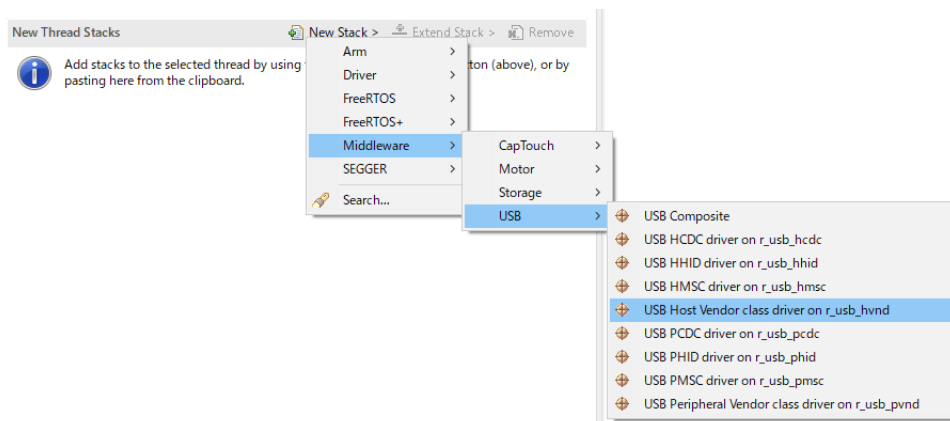 New Thread Stacks
New Stack >
Extend Stack >
Remove
Add stacks to the selected thread by using
tton (above), or by
pasting here from the clipboard.
Arm
Driver
FreeRTOS
FreeRTOS+
Middleware
SEGGER
Search...
CapTouch
Motor
Storage
USB
USB Composite
USB HCDC driver on r_usb_hcdc
USB HHID driver on r_usb_hhid
USB HMSC driver on r_usb_hmsc
USB Host Vendor class driver on r_usb_hvnd
USB PCDC driver on r_usb_pcdc
USB PHID driver on r_usb_phid
USB PMSC driver on r_usb_pmsc
USB Peripheral Vendor class driver on r_usb_pvnd